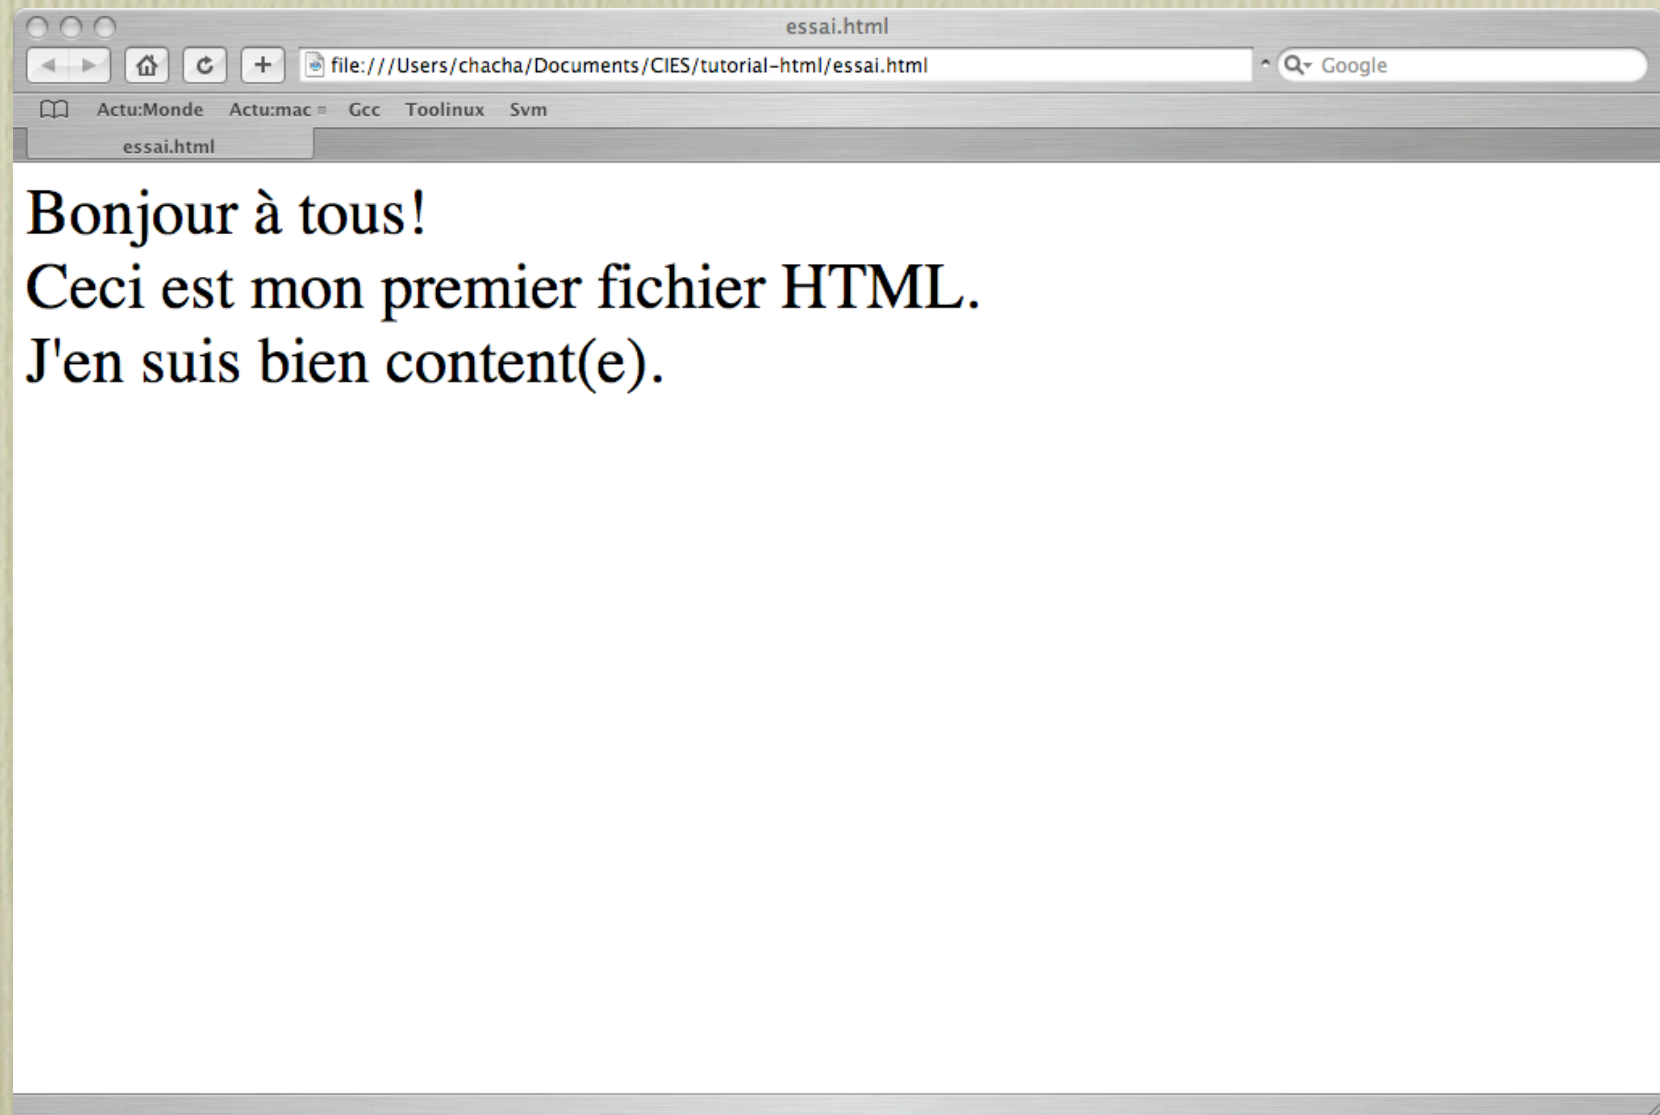 essai.html
file:///Users/chacha/Documents/CIES/tutorial-html/essai.html
Google
Actu:Monde Actu:mac Gcc Toolinux Svm
essai.html
Bonjour à tous!
Ceci est mon premier fichier HTML.
J'en suis bien content(e).